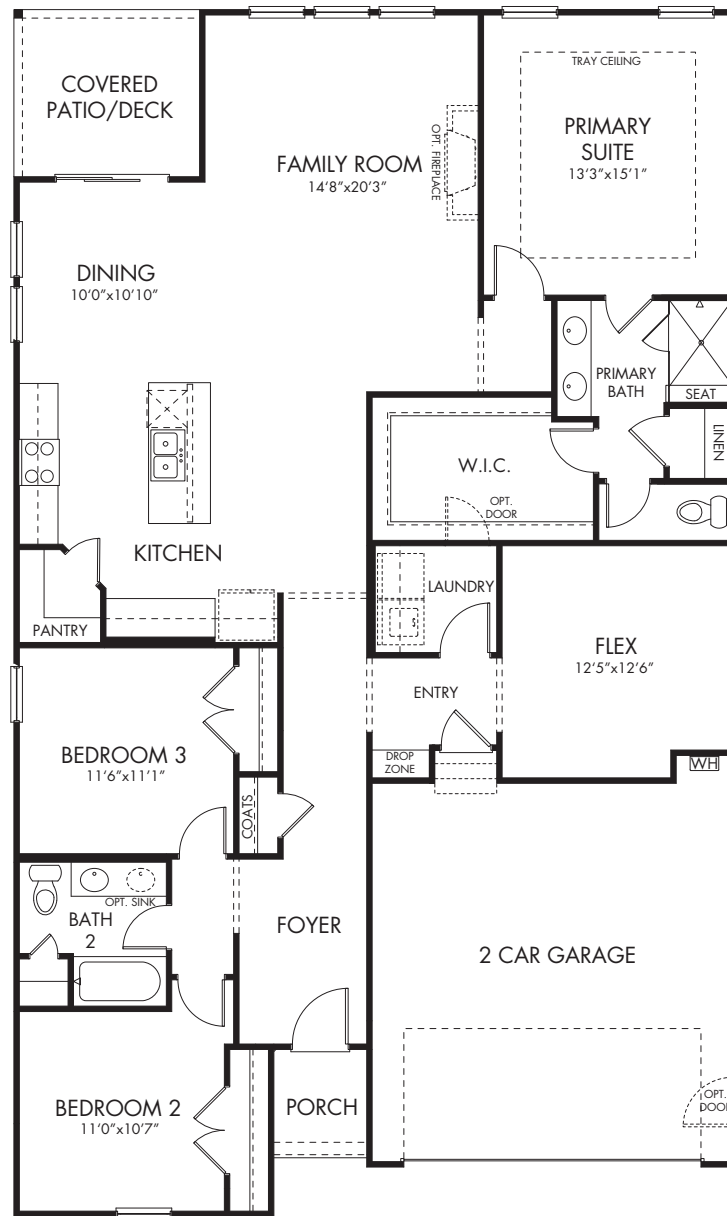 COVERED
PATIO/DECK
TRAY CEILING
PRIMARY
SUITE
13'3"x15'1"
FAMILY ROOM
14'8"x20'3"
OPT. FIREPLACE
DINING
10'0"x10'10"
PRIMARY
BATH
SEAT
LINEN
W.I.C.
OPT.
DOOR
KITCHEN
LAUNDRY
PANTRY
FLEX
12'5"x12'6"
ENTRY
BEDROOM 3
11'6"x11'1"
DROP
ZONE
WH
COATS
OPT. SINK
BATH
2
FOYER
2 CAR GARAGE
BEDROOM 2
11'0"x10'7"
PORCH
OPT.
DOOR